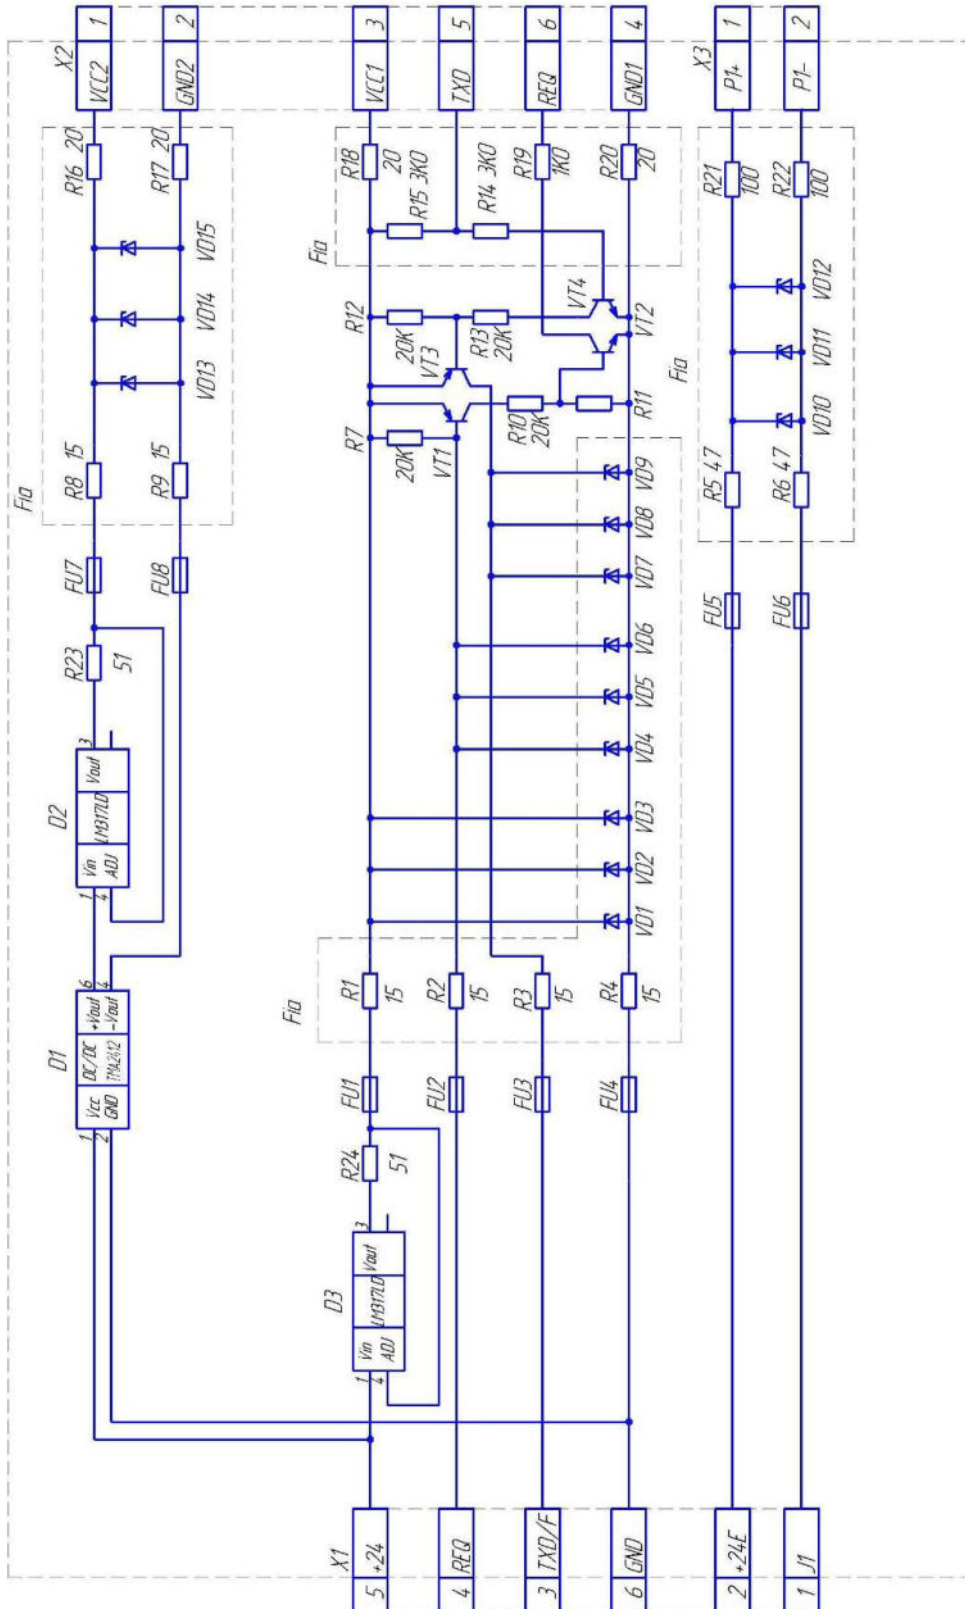 X2
1 VCC2
2 GND2
3 VCC1
5 TXD
6 REQ
4 GND1
X3
1 P1+
2 P1-
R16 20
R17 20
VD15
VD14
VD13
R8 15
R9 15
Fia
FU7
FU8
R23
51
D2
3 Vout
LM317LD
1 Vin
4 ADJ
D1
6 +Vout
4 -Vout
DC/DC
TMA2412
1 Vcc
2 GND
R18
20
R15 3K0
R14 3K0
R19
1K0
R20
20
Fia
R12
20K
R13
20K
VT4
VT2
VT3
R7
20K
VT1
R10
20K
R11
VD9
VD8
VD7
VD6
VD5
VD4
VD3
VD2
VD1
Fia
R1
15
R2
15
R3
15
R4
15
FU1
FU2
FU3
FU4
R24
51
D3
3 Vout
LM317LD
1 Vin
4 ADJ
R21
100
R22
100
VD12
VD11
VD10
Fia
R5 47
R6 47
FU5
FU6
X1
5 +24
4 REQ
3 TXD/F
6 GND
2 +24E
1 J1